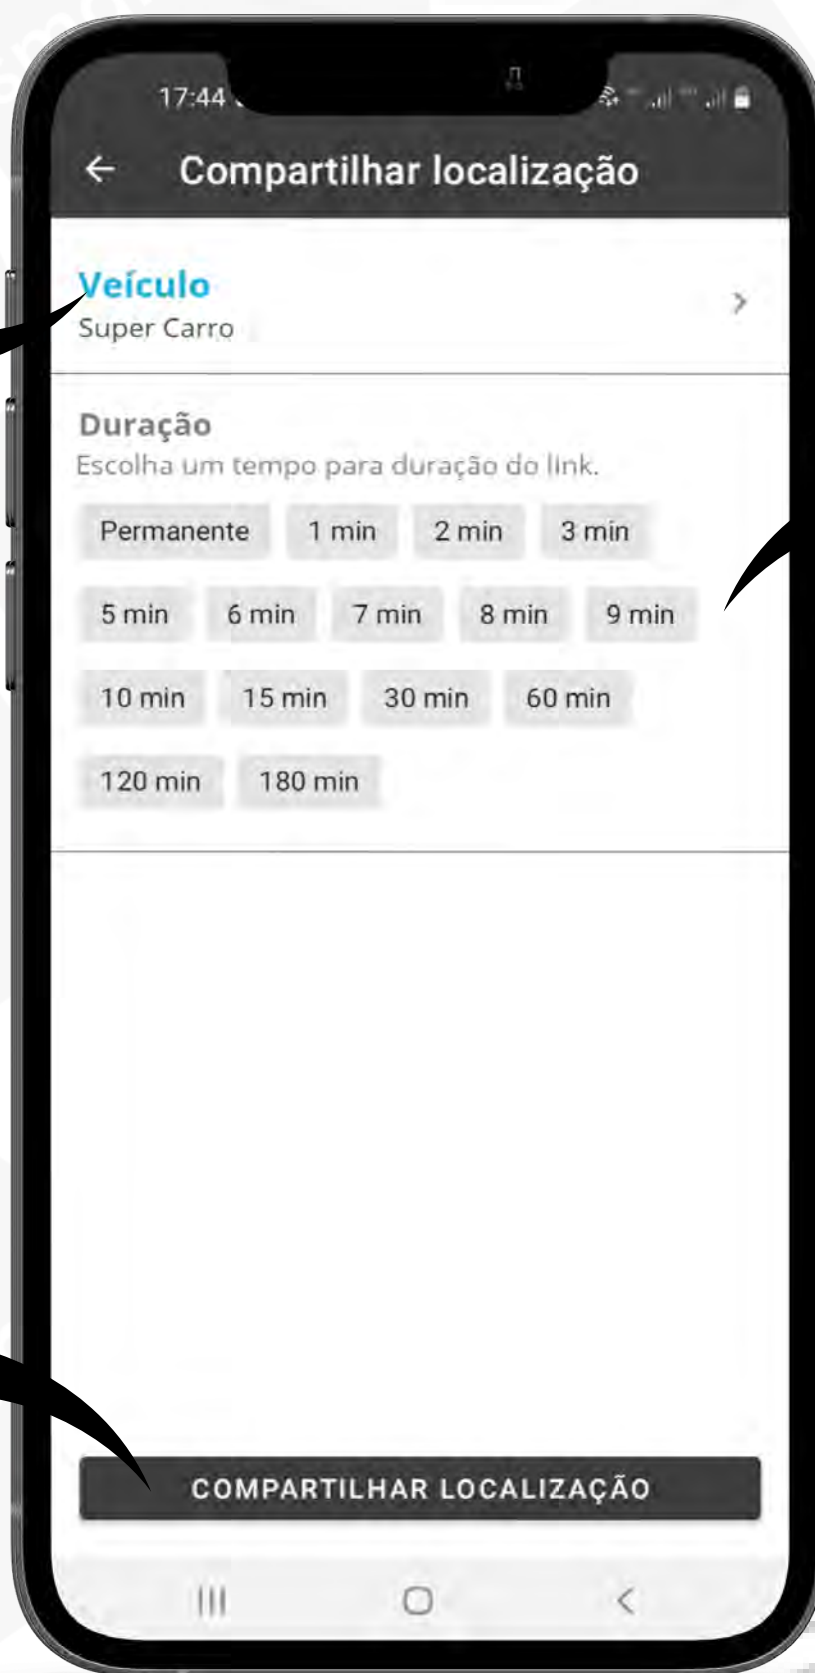 17:44
Compartilhar localização
Veículo
Super Carro
Duração
Escolha um tempo para duração do link.
Permanente 1 min 2 min 3 min
5 min 6 min 7 min 8 min 9 min
10 min 15 min 30 min 60 min
120 min 180 min
COMPARTILHAR LOCALIZAÇÃO